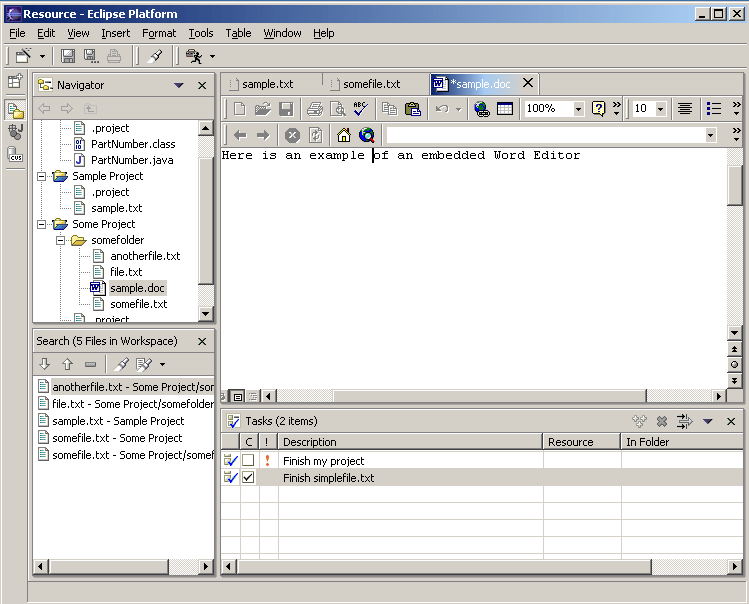 Resource - Eclipse Platform
File Edit View Insert Format Tools Table Window Help
Navigator
.project
PartNumber.class
PartNumber.java
Sample Project
.project
sample.txt
Some Project
somefolder
anotherfile.txt
file.txt
sample.doc
somefile.txt
.project
Search (5 Files in Workspace)
anotherfile.txt - Some Project/son
file.txt - Some Project/somefolder
sample.txt - Sample Project
somefile.txt - Some Project
somefile.txt - Some Project/somef
sample.txt somefile.txt *sample.doc
100% 10
Here is an example of an embedded Word Editor
Tasks (2 items)
C ! Description Resource In Folder
! Finish my project
Finish simplefile.txt